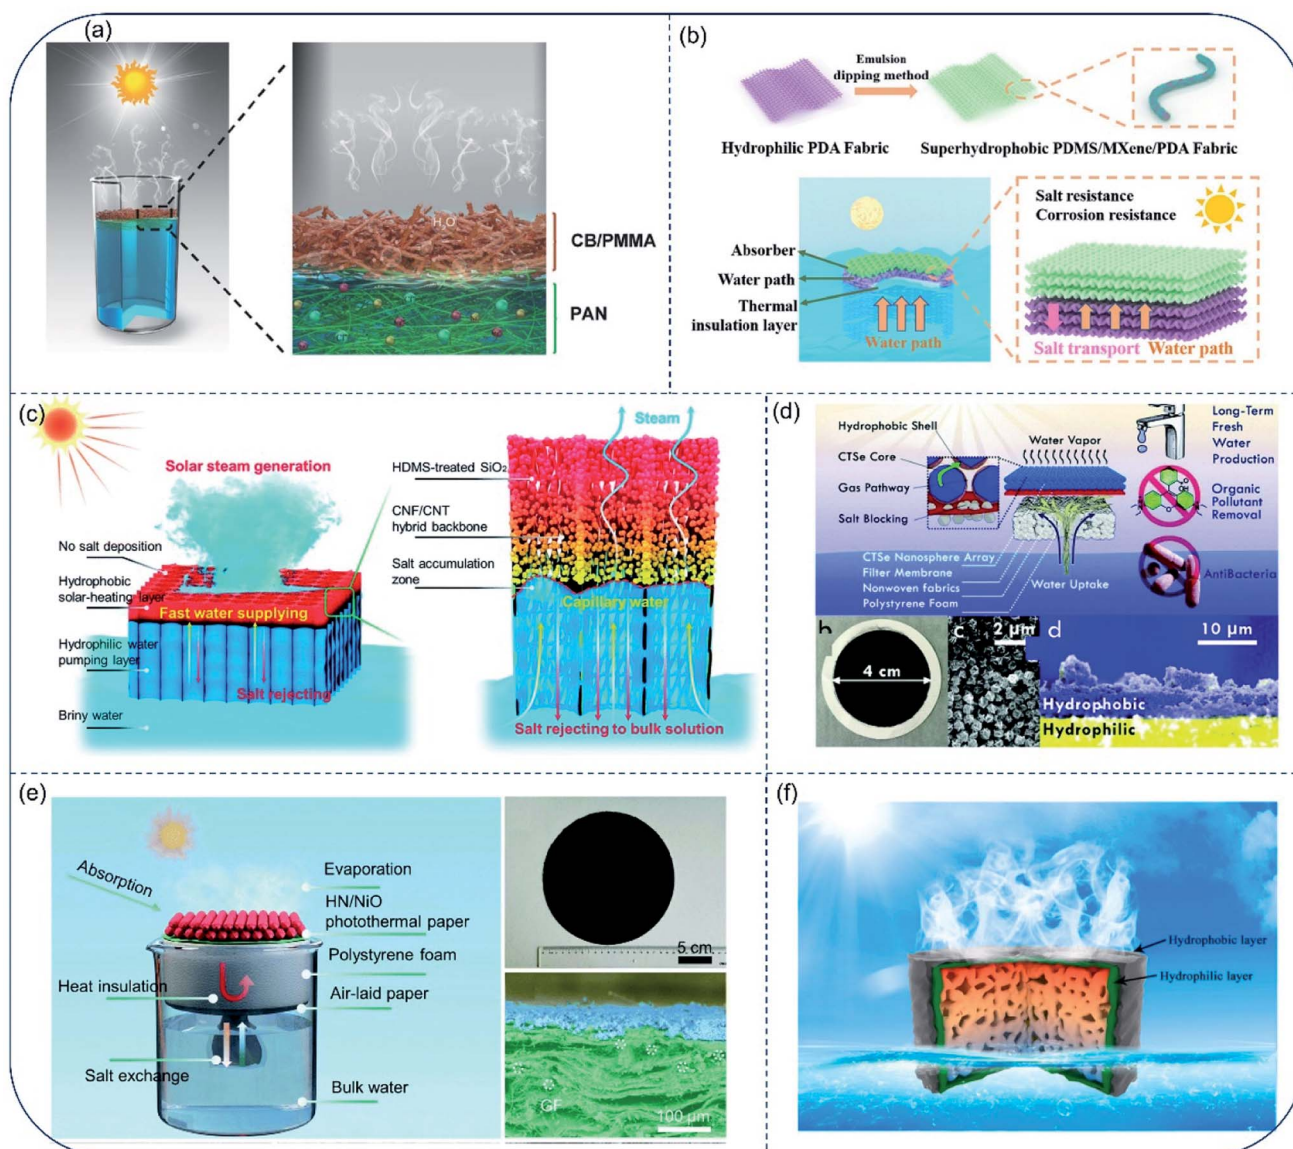 (a)
H₂O
CB/PMMA
PAN
(b)
Emulsion
dipping method
Hydrophilic PDA Fabric
Superhydrophobic PDMS/MXene/PDA Fabric
Absorber
Water path
Thermal
insulation layer
Water path
Salt resistance
Corrosion resistance
Salt transport
Water path
(c)
Solar steam generation
No salt deposition
Hydrophobic
solar-heating layer
Fast water supplying
Hydrophilic water
pumping layer
Salt rejecting
Briny water
Steam
HDMS-treated SiO₂
CNF/CNT
hybrid backbone
Salt accumulation
zone
Capillary water
Salt rejecting to bulk solution
(d)
Hydrophobic Shell
CTSe Core
Gas Pathway
Salt Blocking
Water Vapor
CTSe Nanosphere Array
Filter Membrane
Nonwoven fabrics
Polystyrene Foam
Water Uptake
Long-Term
Fresh
Water
Production
OH
Organic
Pollutant
Removal
AntiBacteria
b
4 cm
c
2 μm
d
10 μm
Hydrophobic
Hydrophilic
(e)
Absorption
Evaporation
HN/NiO
photothermal paper
Polystyrene foam
Heat insulation
Air-laid paper
Salt exchange
Bulk water
5 cm
GF
100 μm
(f)
Hydrophobic layer
Hydrophilic layer